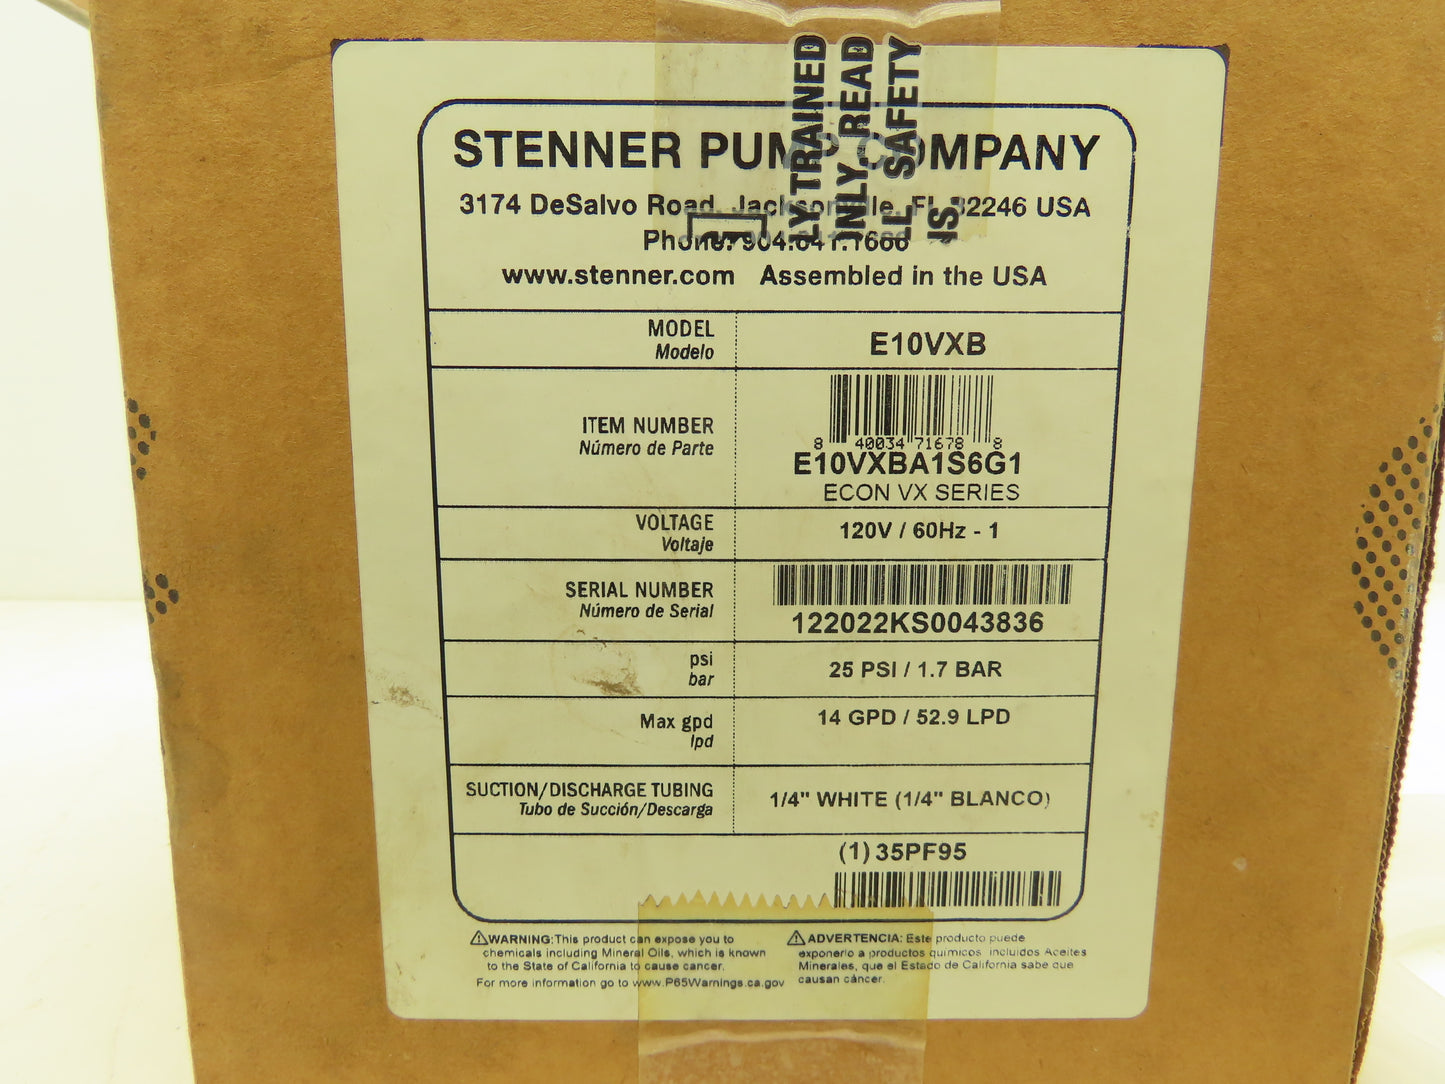 STENNER PUMP COMPANY
3174 DeSalvo Road, Jacksonville, FL 32246 USA
Phone: 904.641.1666
www.stenner.com Assembled in the USA
LY TRAINED
ONLY. READ
SAFETY
IS.
MODEL
Modelo
E10VXB
ITEM NUMBER
Número de Parte
8 40034 71678 8
E10VXBA1S6G1
ECON VX SERIES
VOLTAGE
Voltaje
120V / 60Hz - 1
SERIAL NUMBER
Número de Serial
122022KS0043836
psi
bar
25 PSI / 1.7 BAR
Max gpd
lpd
14 GPD / 52.9 LPD
SUCTION/DISCHARGE TUBING
Tubo de Succión/Descarga
1/4" WHITE (1/4" BLANCO)
(1) 35PF95
⚠WARNING: This product can expose you to
chemicals including Mineral Oils, which is known
to the State of California to cause cancer.
For more information go to www.P65Warnings.ca.gov
⚠ADVERTENCIA: Este producto puede
exponerlo a productos químicos incluidos Aceites
Minerales, que el Estado de California sabe que
causan cáncer.